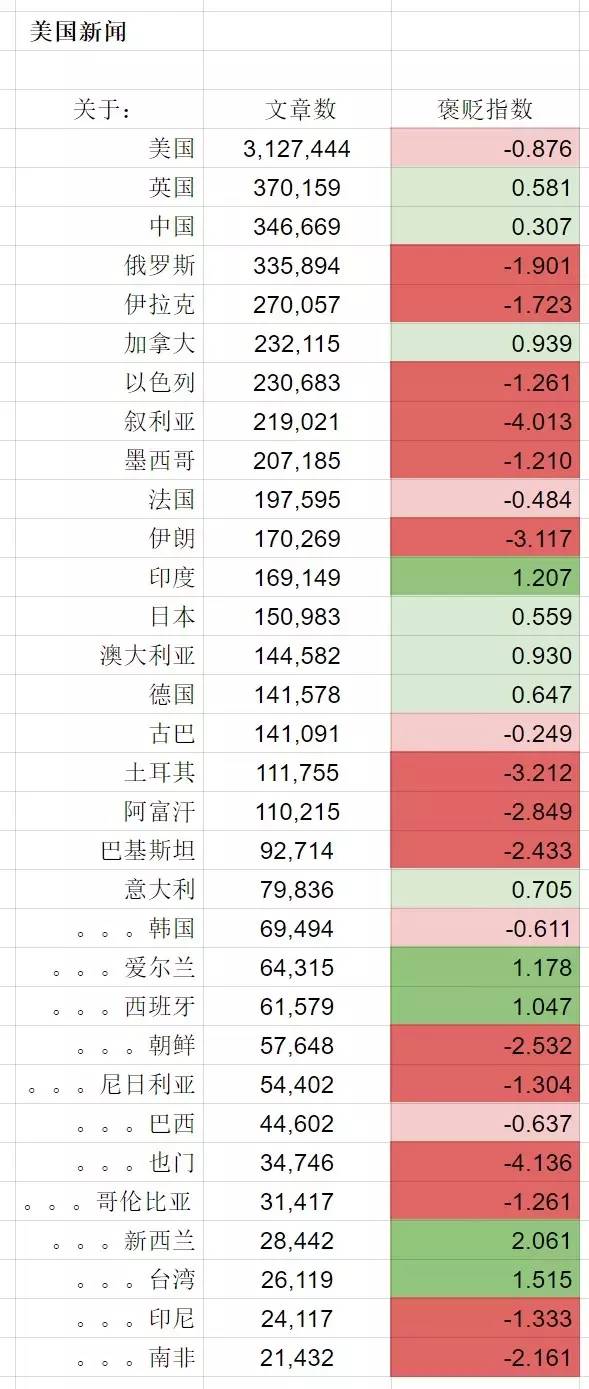 美国新闻
关于: 文章数 褒贬指数
美国 3,127,444 -0.876
英国 370,159 0.581
中国 346,669 0.307
俄罗斯 335,894 -1.901
伊拉克 270,057 -1.723
加拿大 232,115 0.939
以色列 230,683 -1.261
叙利亚 219,021 -4.013
墨西哥 207,185 -1.210
法国 197,595 -0.484
伊朗 170,269 -3.117
印度 169,149 1.207
日本 150,983 0.559
澳大利亚 144,582 0.930
德国 141,578 0.647
古巴 141,091 -0.249
土耳其 111,755 -3.212
阿富汗 110,215 -2.849
巴基斯坦 92,714 -2.433
意大利 79,836 0.705
。。。韩国 69,494 -0.611
。。。爱尔兰 64,315 1.178
。。。西班牙 61,579 1.047
。。。朝鲜 57,648 -2.532
。。。尼日利亚 54,402 -1.304
。。。巴西 44,602 -0.637
。。。也门 34,746 -4.136
。。。哥伦比亚 31,417 -1.261
。。。新西兰 28,442 2.061
。。。台湾 26,119 1.515
。。。印尼 24,117 -1.333
。。。南非 21,432 -2.161